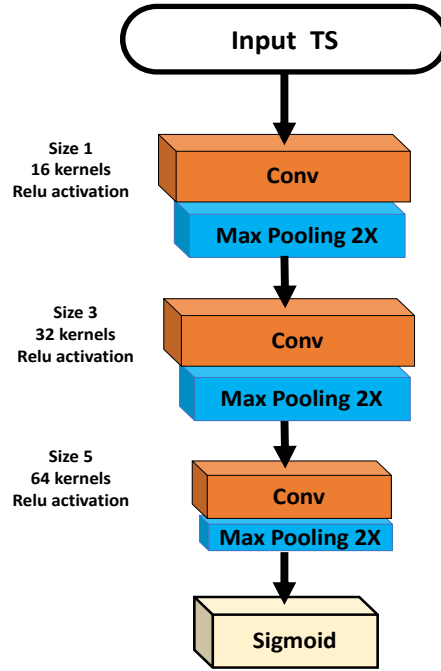 Input TS
Size 1
16 kernels
Relu activation
Conv
Max Pooling 2X
Size 3
32 kernels
Relu activation
Conv
Max Pooling 2X
Size 5
64 kernels
Relu activation
Conv
Max Pooling 2X
Sigmoid